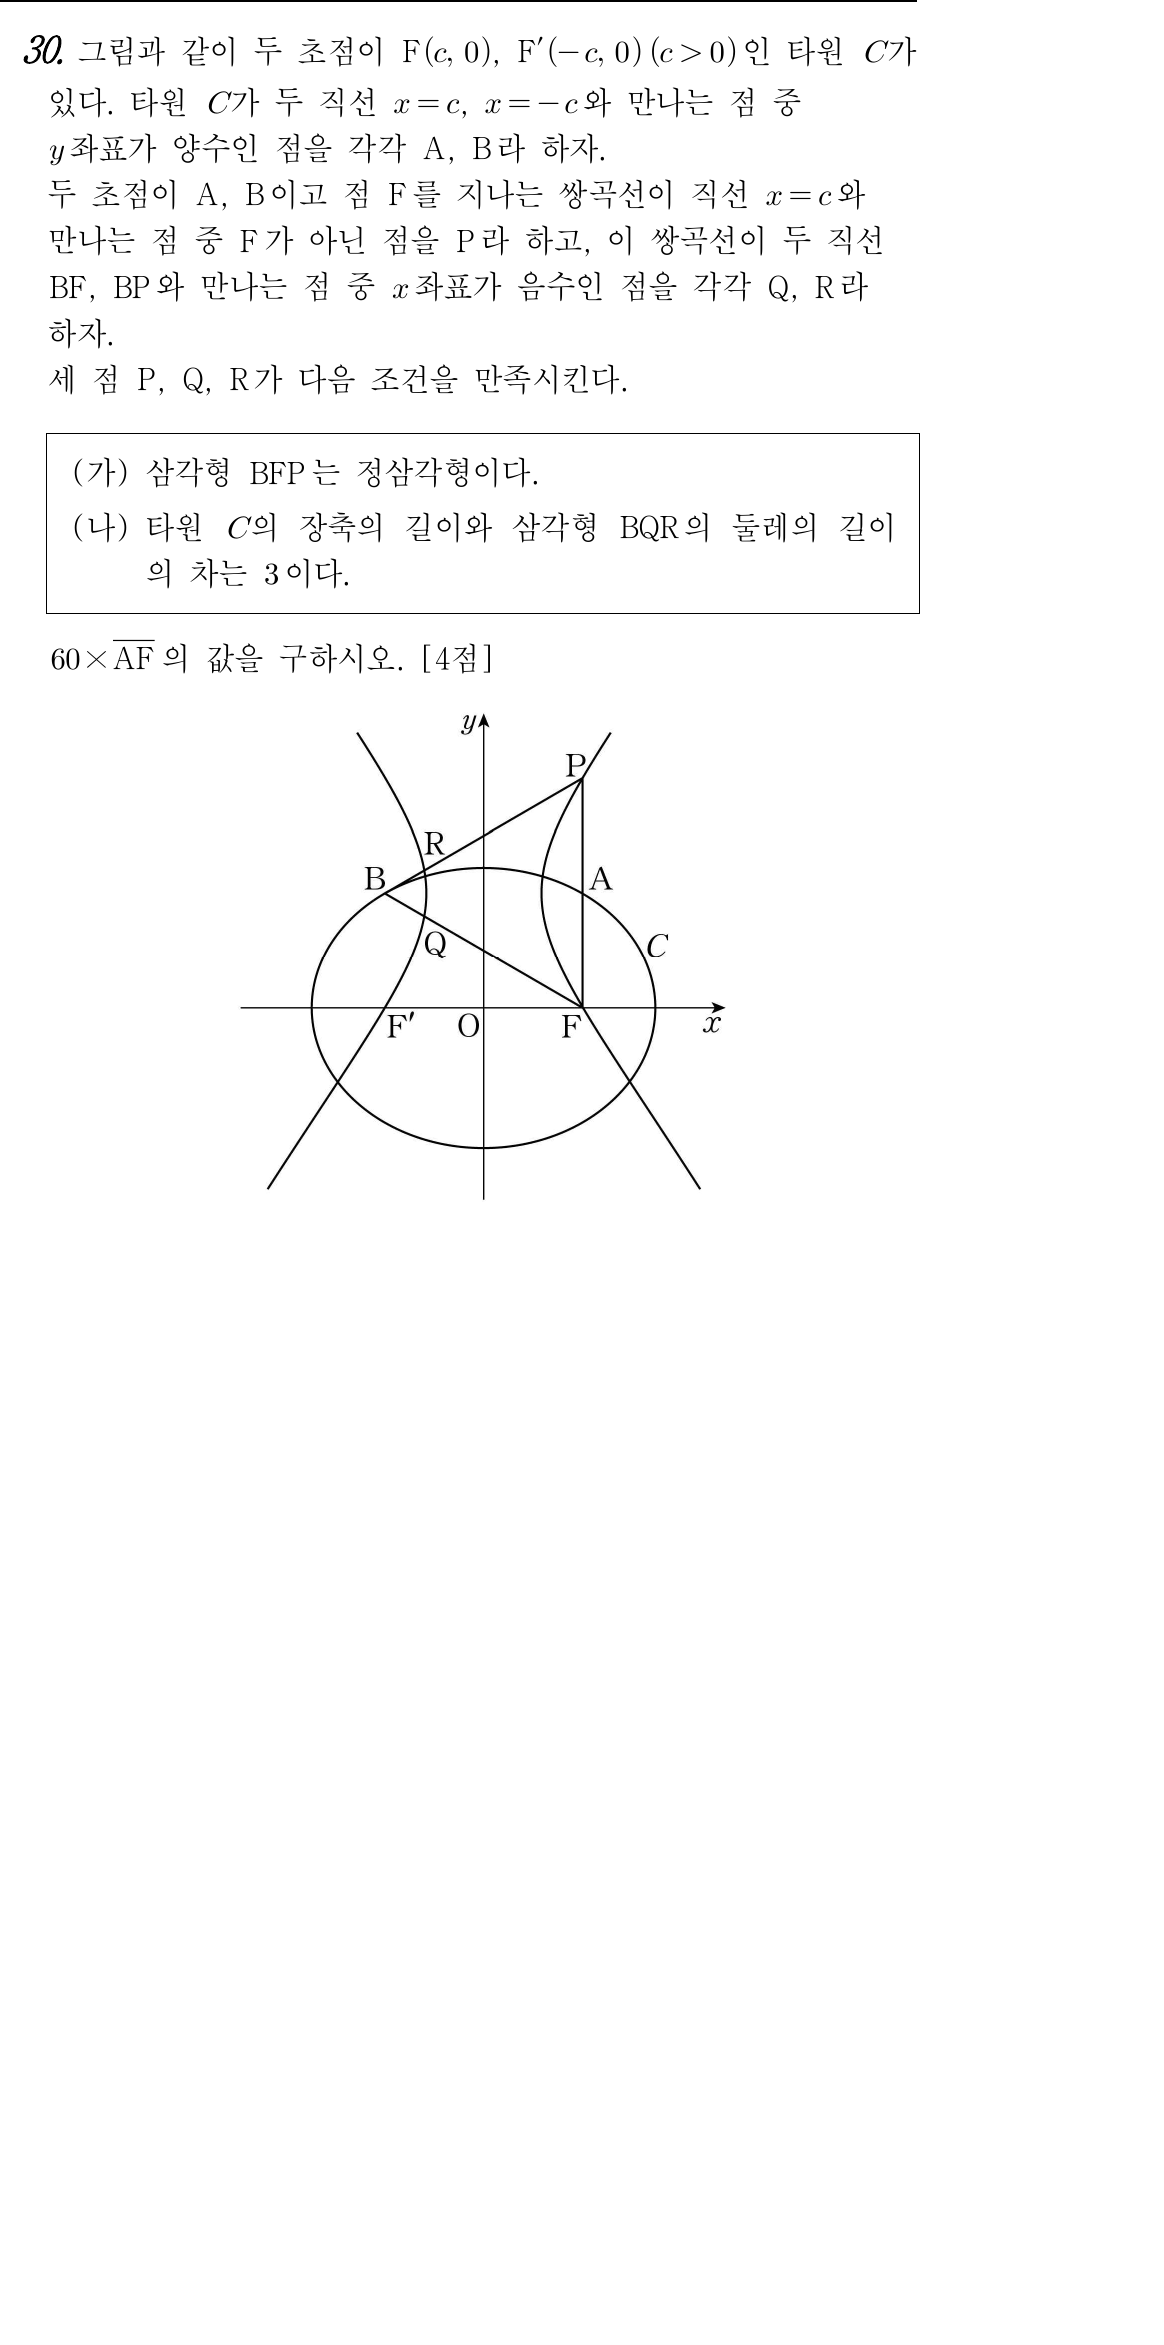 30. 그림과 같이 두 초점이 F(c, 0), F′(−c, 0) (c > 0)인 타원 C가
있다. 타원 C가 두 직선 x = c, x = −c와 만나는 점 중
y좌표가 양수인 점을 각각 A, B라 하자.
두 초점이 A, B이고 점 F를 지나는 쌍곡선이 직선 x = c와
만나는 점 중 F가 아닌 점을 P라 하고, 이 쌍곡선이 두 직선
BF, BP와 만나는 점 중 x좌표가 음수인 점을 각각 Q, R라
하자.
세 점 P, Q, R가 다음 조건을 만족시킨다.
(가) 삼각형 BFP는 정삼각형이다.
(나) 타원 C의 장축의 길이와 삼각형 BQR의 둘레의 길이
의 차는 3이다.
60×A̅F̅의 값을 구하시오. [4점]
y
P
R
B
A
Q
C
F′
O
F
x